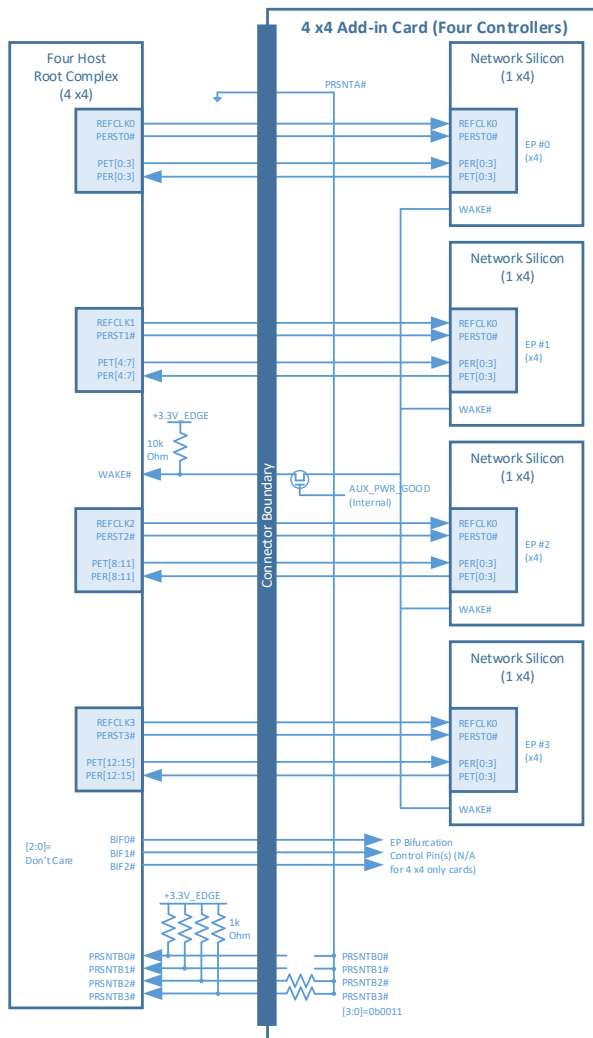 4 x4 Add-in Card (Four Controllers)
Four Host
Root Complex
(4 x4)
PRSNTA#
Network Silicon
(1 x4)
REFCLK0
PERST0#
PET[0:3]
PER[0:3]
REFCLK0
PERST0#
PER[0:3]
PET[0:3]
EP #0
(x4)
WAKE#
Network Silicon
(1 x4)
REFCLK1
PERST1#
PET[4:7]
PER[4:7]
REFCLK0
PERST0#
PER[0:3]
PET[0:3]
EP #1
(x4)
WAKE#
+3.3V_EDGE
10k
Ohm
WAKE#
AUX_PWR_GOOD
(Internal)
Connector Boundary
Network Silicon
(1 x4)
REFCLK2
PERST2#
PET[8:11]
PER[8:11]
REFCLK0
PERST0#
PER[0:3]
PET[0:3]
EP #2
(x4)
WAKE#
Network Silicon
(1 x4)
REFCLK3
PERST3#
PET[12:15]
PER[12:15]
REFCLK0
PERST0#
PER[0:3]
PET[0:3]
EP #3
(x4)
WAKE#
[2:0]=
Don't Care
BIF0#
BIF1#
BIF2#
EP Bifurcation
Control Pin(s) (N/A
for 4 x4 only cards)
+3.3V_EDGE
1k
Ohm
PRSNTB0#
PRSNTB1#
PRSNTB2#
PRSNTB3#
PRSNTB0#
PRSNTB1#
PRSNTB2#
PRSNTB3#
[3:0]=0b0011